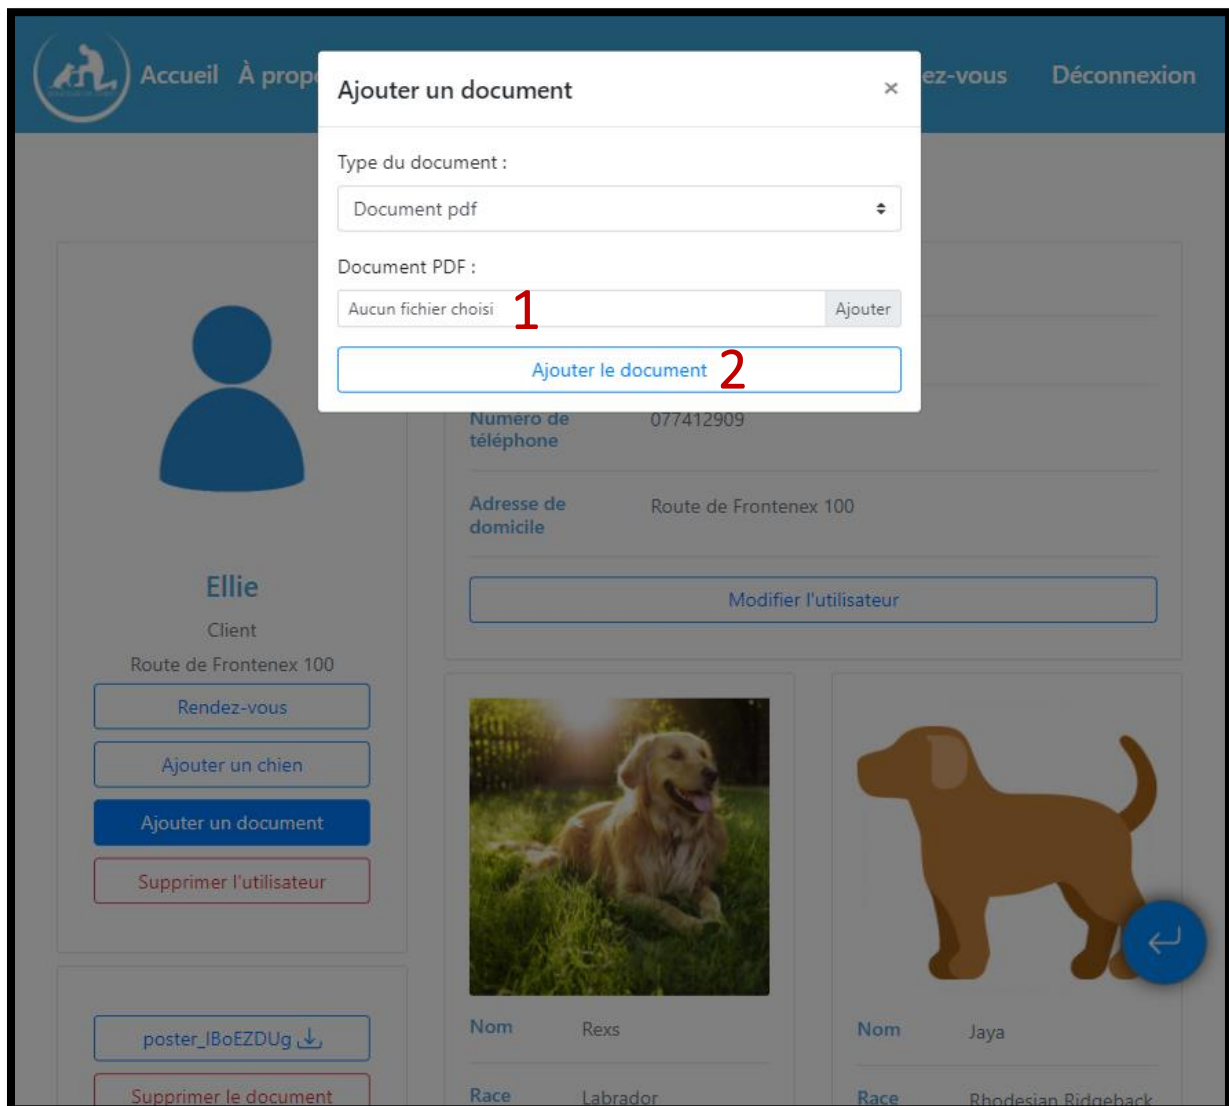 Accueil À prop ez-vous Déconnexion
Ajouter un document ×
Type du document :
Document pdf
Document PDF :
Aucun fichier choisi 1 Ajouter
Ajouter le document 2
Numéro de téléphone 077412909
Adresse de domicile Route de Frontenex 100
Modifier l'utilisateur
Ellie
Client
Route de Frontenex 100
Rendez-vous
Ajouter un chien
Ajouter un document
Supprimer l'utilisateur
poster_IBoEZDUg
Supprimer le document
Nom Rexs
Race Labrador
Nom Jaya
Race Rhodesian Ridgeback